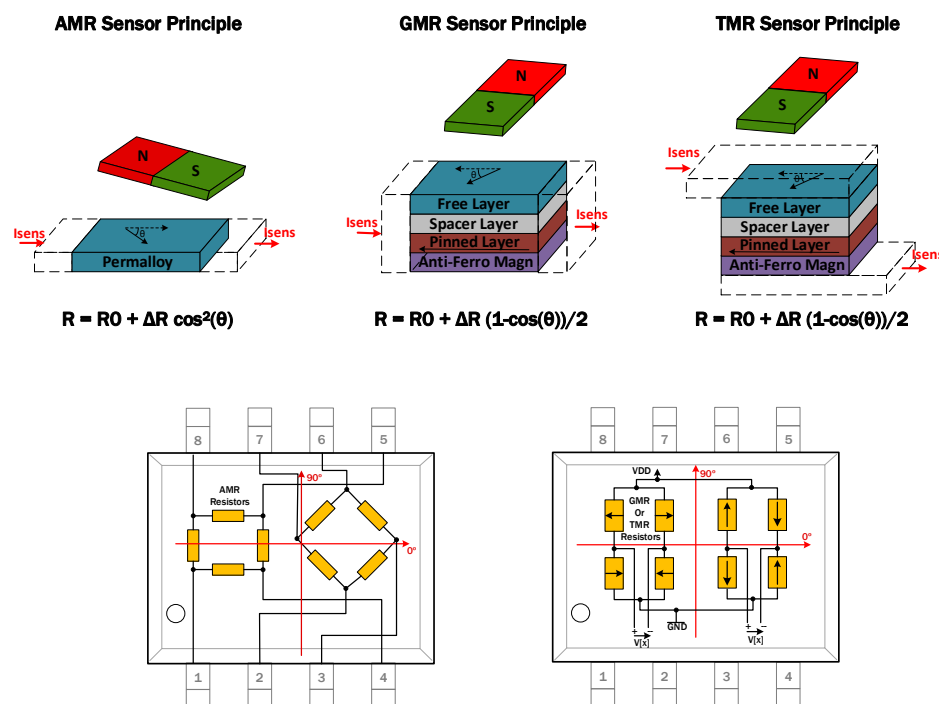 AMR Sensor Principle
GMR Sensor Principle
TMR Sensor Principle
N
S
θ
Isens
Isens
Permalloy
R = R0 + ΔR cos²(θ)
N
S
θ
Free Layer
Spacer Layer
Pinned Layer
Anti-Ferro Magn
Isens
Isens
R = R0 + ΔR (1-cos(θ))/2
N
S
Isens
θ
Free Layer
Spacer Layer
Pinned Layer
Anti-Ferro Magn
Isens
R = R0 + ΔR (1-cos(θ))/2
8
7
6
5
AMR
Resistors
90°
0°
1
2
3
4
8
7
6
5
VDD
90°
GMR
Or
TMR
Resistors
0°
GND
+ −
V[x]
+ −
V[x]
1
2
3
4